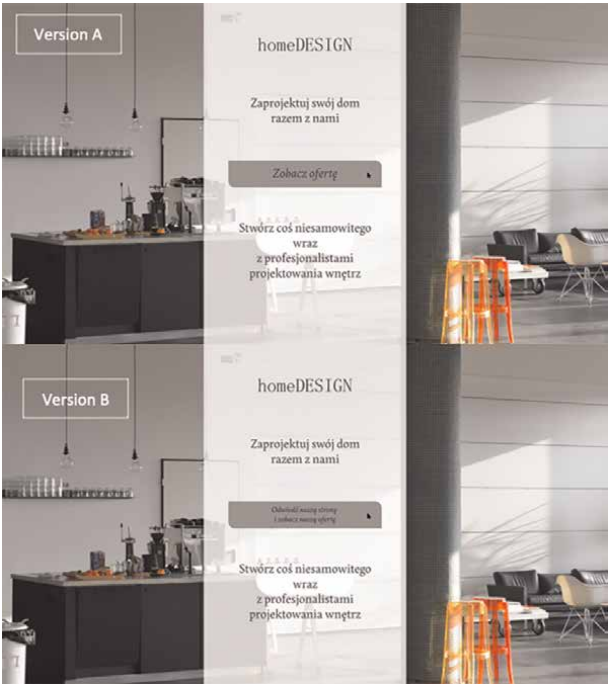 Version A
homeDESIGN
Zaprojektuj swój dom
razem z nami
Zobacz ofertę
Stwórz coś niesamowitego
wraz
z profesjonalistami
projektowania wnętrz
Version B
homeDESIGN
Zaprojektuj swój dom
razem z nami
Odwiedź naszą stronę
i zobacz naszą ofertę
Stwórz coś niesamowitego
wraz
z profesjonalistami
projektowania wnętrz